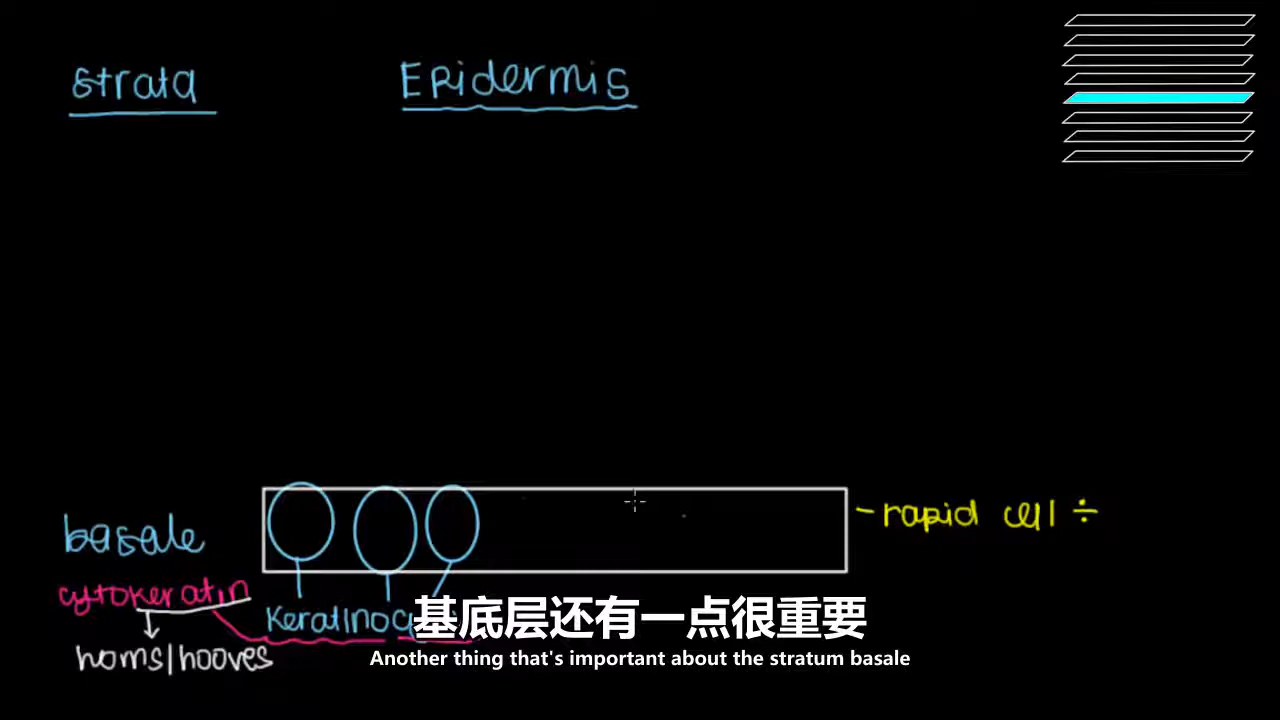 strata
Epidermis
- rapid cell ÷
basale
cytokeratin
Keratinocy
horns/hooves
基底层还有一点很重要
Another thing that's important about the stratum basale